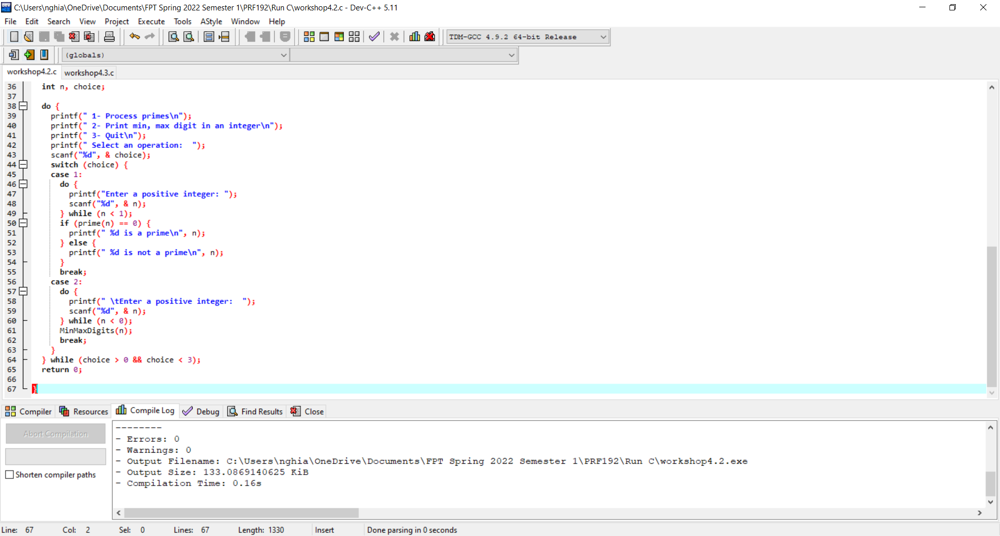 C:\Users\nghia\OneDrive\Documents\FPT Spring 2022 Semester 1\PRF192\Run C\workshop4.2.c - Dev-C++ 5.11
File Edit Search View Project Execute Tools AStyle Window Help
TDM-GCC 4.9.2 64-bit Release
(globals)
workshop4.2.c workshop4.3.c
36 int n, choice;
37
38 do {
39 printf(" 1- Process primes\n");
40 printf(" 2- Print min, max digit in an integer\n");
41 printf(" 3- Quit\n");
42 printf(" Select an operation:  ");
43 scanf("%d", & choice);
44 switch (choice) {
45 case 1:
46 do {
47 printf("Enter a positive integer: ");
48 scanf("%d", & n);
49 } while (n < 1);
50 if (prime(n) == 0) {
51 printf(" %d is a prime\n", n);
52 } else {
53 printf(" %d is not a prime\n", n);
54 }
55 break;
56 case 2:
57 do {
58 printf(" \tEnter a positive integer:  ");
59 scanf("%d", & n);
60 } while (n < 0);
61 MinMaxDigits(n);
62 break;
63 }
64 } while (choice > 0 && choice < 3);
65 return 0;
66
67 }
Compiler Resources Compile Log Debug Find Results Close
Abort Compilation
Shorten compiler paths
--------
- Errors: 0
- Warnings: 0
- Output Filename: C:\Users\nghia\OneDrive\Documents\FPT Spring 2022 Semester 1\PRF192\Run C\workshop4.2.exe
- Output Size: 133.0869140625 KiB
- Compilation Time: 0.16s
Line: 67 Col: 2 Sel: 0 Lines: 67 Length: 1330 Insert Done parsing in 0 seconds